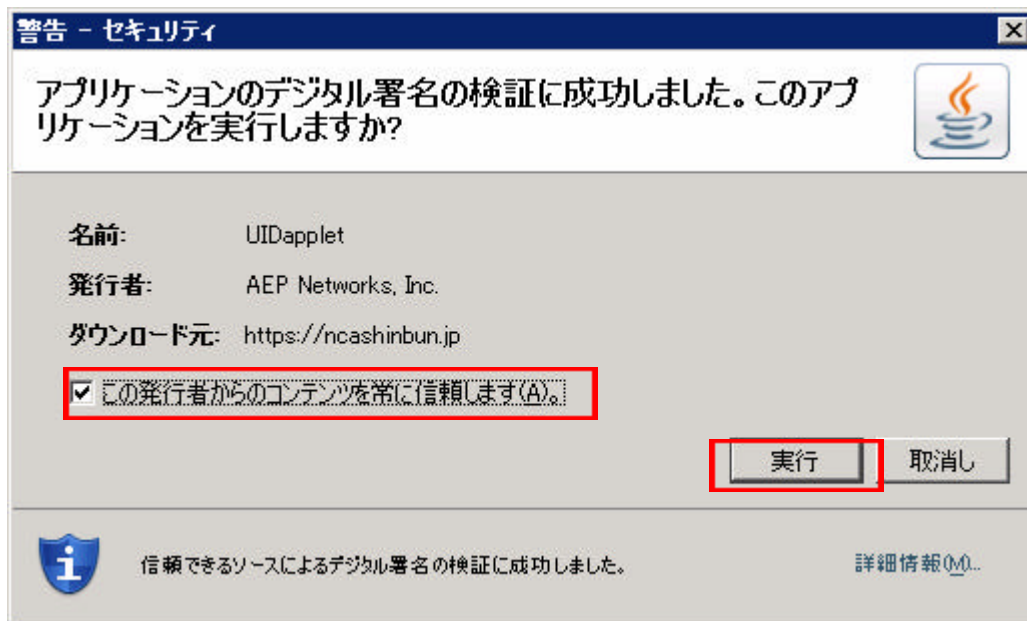 警告 - セキュリティ
アプリケーションのデジタル署名の検証に成功しました。このアプ
リケーションを実行しますか?
名前: UIDapplet
発行者: AEP Networks, Inc.
ダウンロード元: https://ncashinbun.jp
この発行者からのコンテンツを常に信頼します(A)。
実行 取消し
信頼できるソースによるデジタル署名の検証に成功しました。 詳細情報(M)...